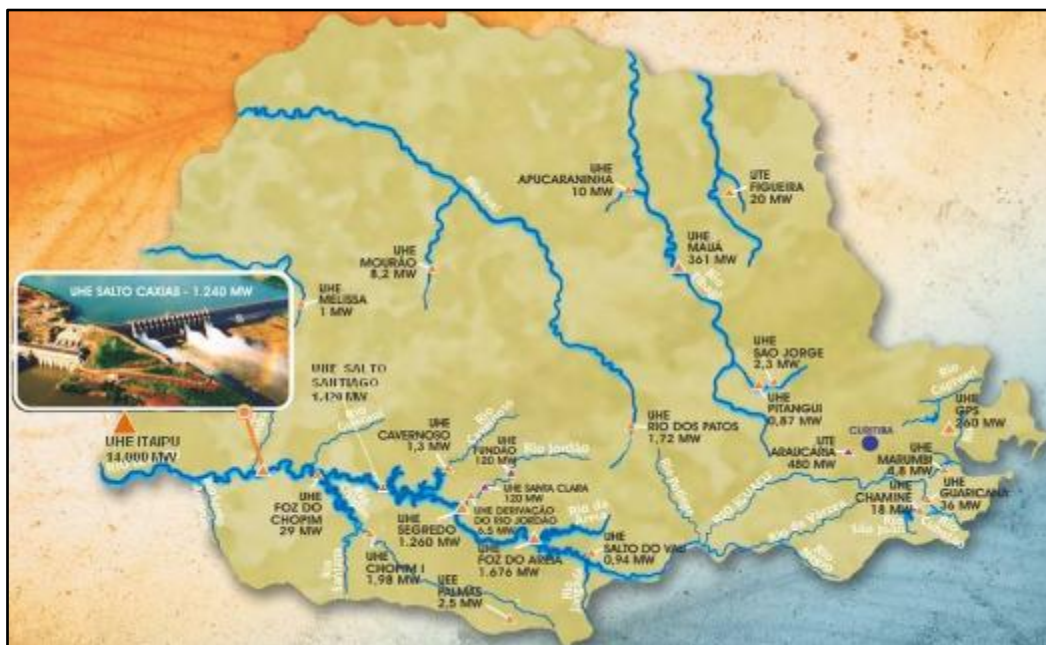 UHE
APUCARANINHA
10 MW
UTE
FIGUEIRA
20 MW
UHE
MOURÃO
8,2 MW
UHE
MAUÁ
361 MW
UHE SALTO CAXIAS - 1.240 MW
UHE
MELISSA
1 MW
UHE SALTO
SANTIAGO
1.420 MW
UHE
SAO JORGE
2,3 MW
UHE
PITANGUI
0,87 MW
UHE ITAIPU
14.000 MW
UHE
CAVERNOSO
1,3 MW
UHE
FUNDÃO
120 MW
Rio Jordão
UHE
RIO DOS PATOS
1,72 MW
UTE
ARAUCÁRIA
480 MW
CURITIBA
UHE
GPS
260 MW
UHE
MARUMBI
4,8 MW
UHE
GUARICANA
36 MW
UHE
CHAMINÉ
18 MW
UHE SANTA CLARA
120 MW
UHE DERIVAÇÃO
DO RIO JORDÃO
6.5 MW
UHE
FOZ DO
CHOPIM
29 MW
UHE
SEGREDO
1.260 MW
UHE
CHOPIM I
1,98 MW
UHE
FOZ DO AREIA
1.676 MW
UHE
SALTO DO VAU
0,94 MW
EEE
PALMAS
2.5 MW